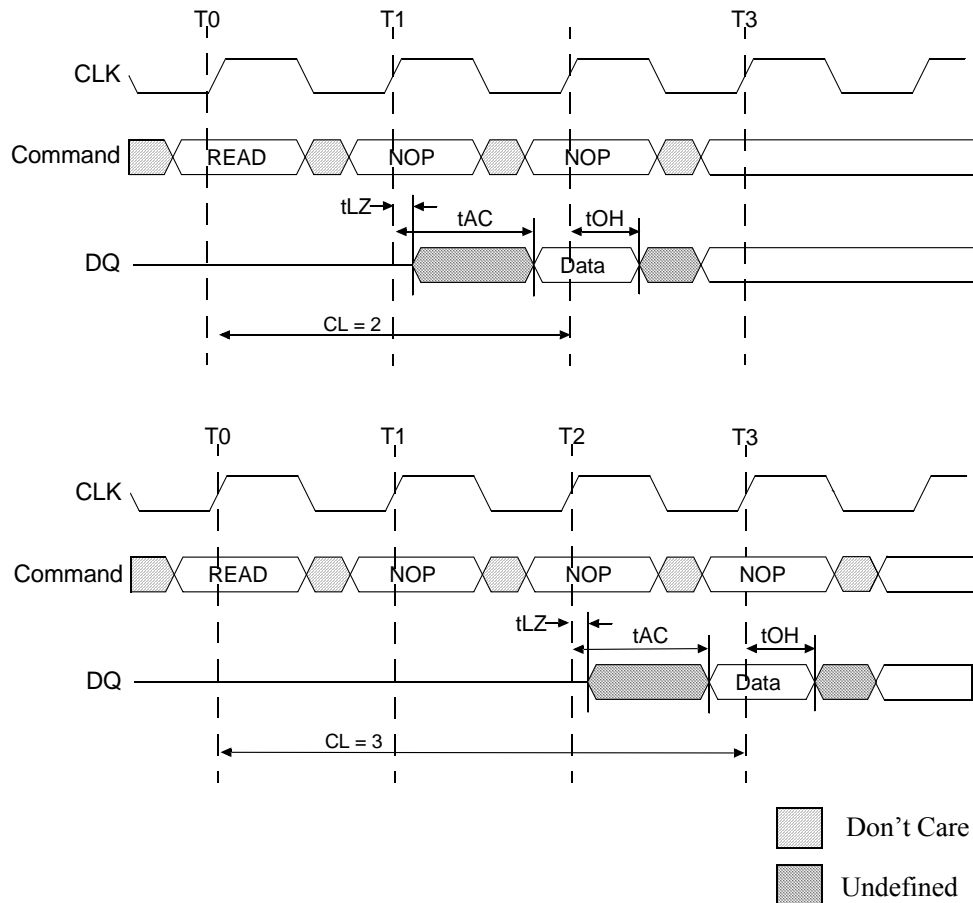 T0 T1 T3
CLK
Command READ NOP NOP
tLZ tAC tOH
DQ Data
CL = 2
T0 T1 T2 T3
CLK
Command READ NOP NOP NOP
tLZ tAC tOH
DQ Data
CL = 3
Don't Care
Undefined